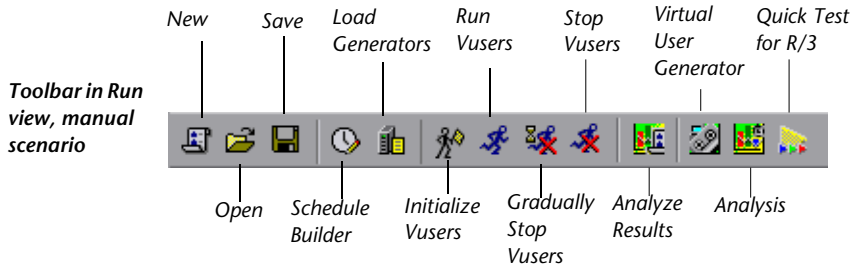 New
Save
Load
Generators
Run
Vusers
Stop
Vusers
Virtual
User
Generator
Quick Test
for R/3
Toolbar in Run
view, manual
scenario
Open
Schedule
Builder
Initialize
Vusers
Gradually
Stop
Vusers
Analyze
Results
Analysis